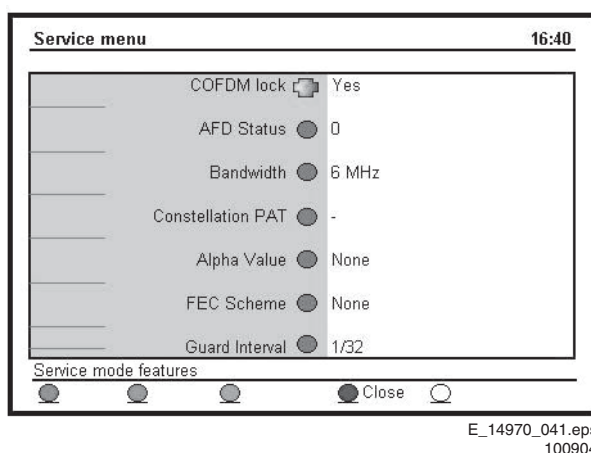 Service menu 16:40
COFDM lock Yes
AFD Status 0
Bandwidth 6 MHz
Constellation PAT -
Alpha Value None
FEC Scheme None
Guard Interval 1/32
Service mode features
Close
E_14970_041.eps
100904